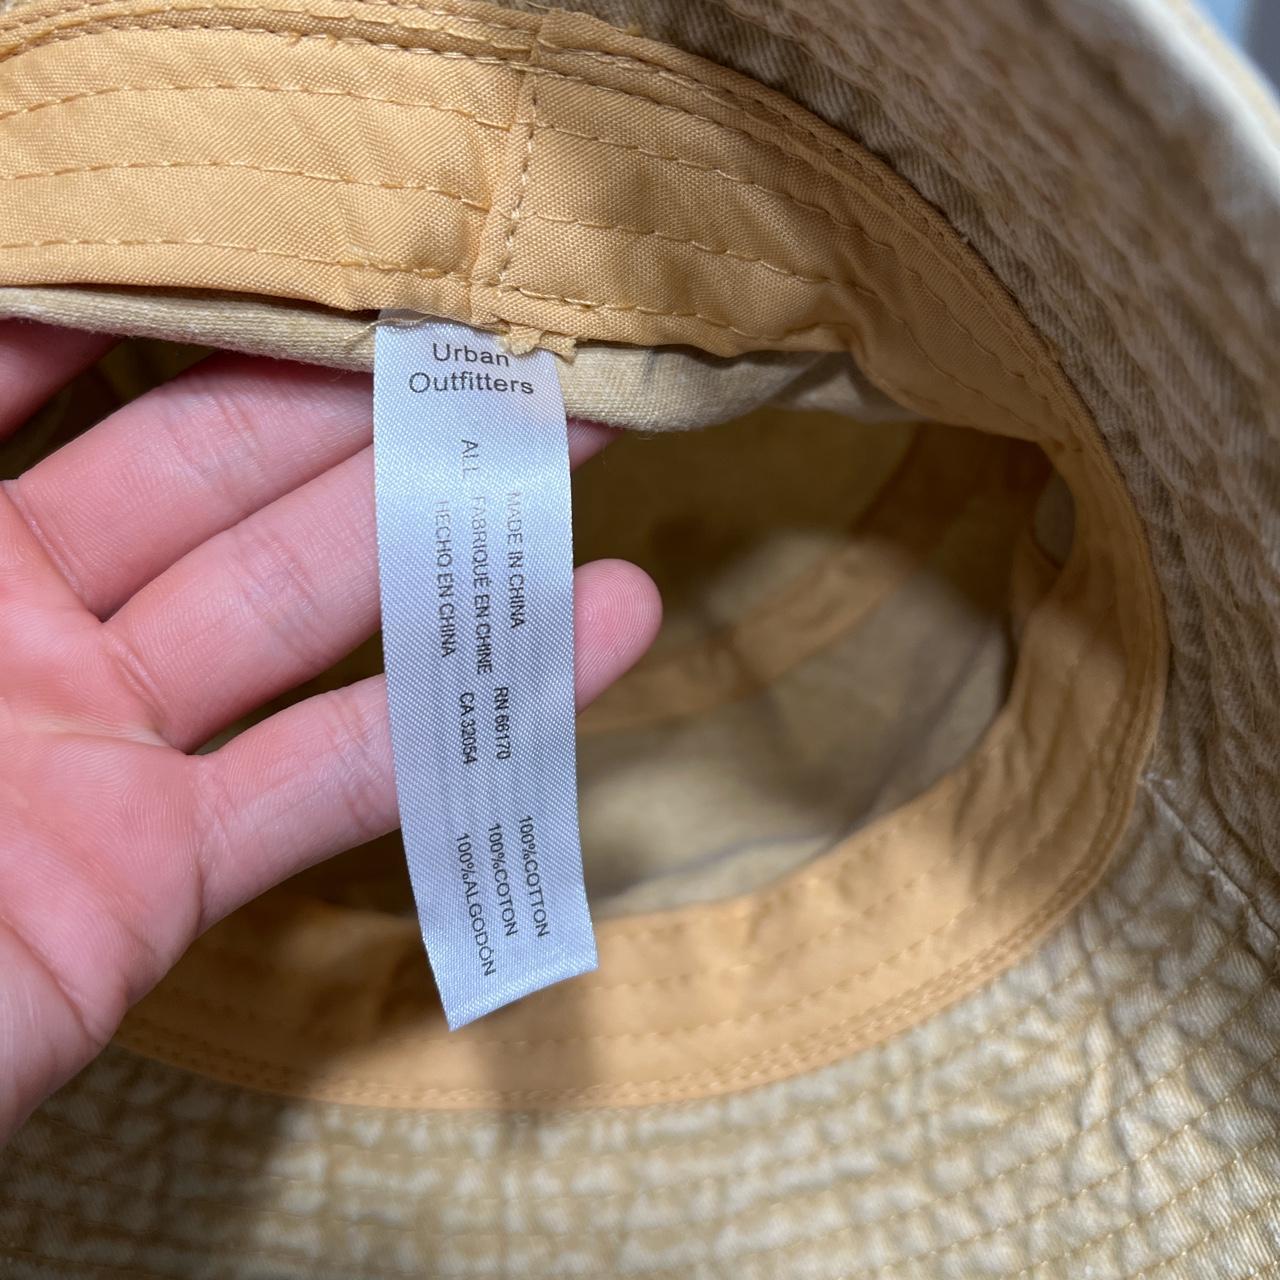 Urban
Outfitters
ALL
MADE IN CHINA
FABRIQUÉ EN CHINE
HECHO EN CHINA
RN 66170
CA 32054
100%COTTON
100%COTON
100%ALGODÓN